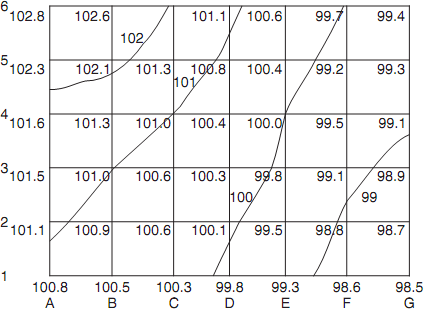 6 102.8 102.6 101.1 100.6 99.7 99.4
102
5 102.3 102.1 101.3 100.8 100.4 99.2 99.3
101
4 101.6 101.3 101.0 100.4 100.0 99.5 99.1
3 101.5 101.0 100.6 100.3 99.8 99.1 98.9
100 99
2 101.1 100.9 100.6 100.1 99.5 98.8 98.7
1
100.8 100.5 100.3 99.8 99.3 98.6 98.5
A B C D E F G